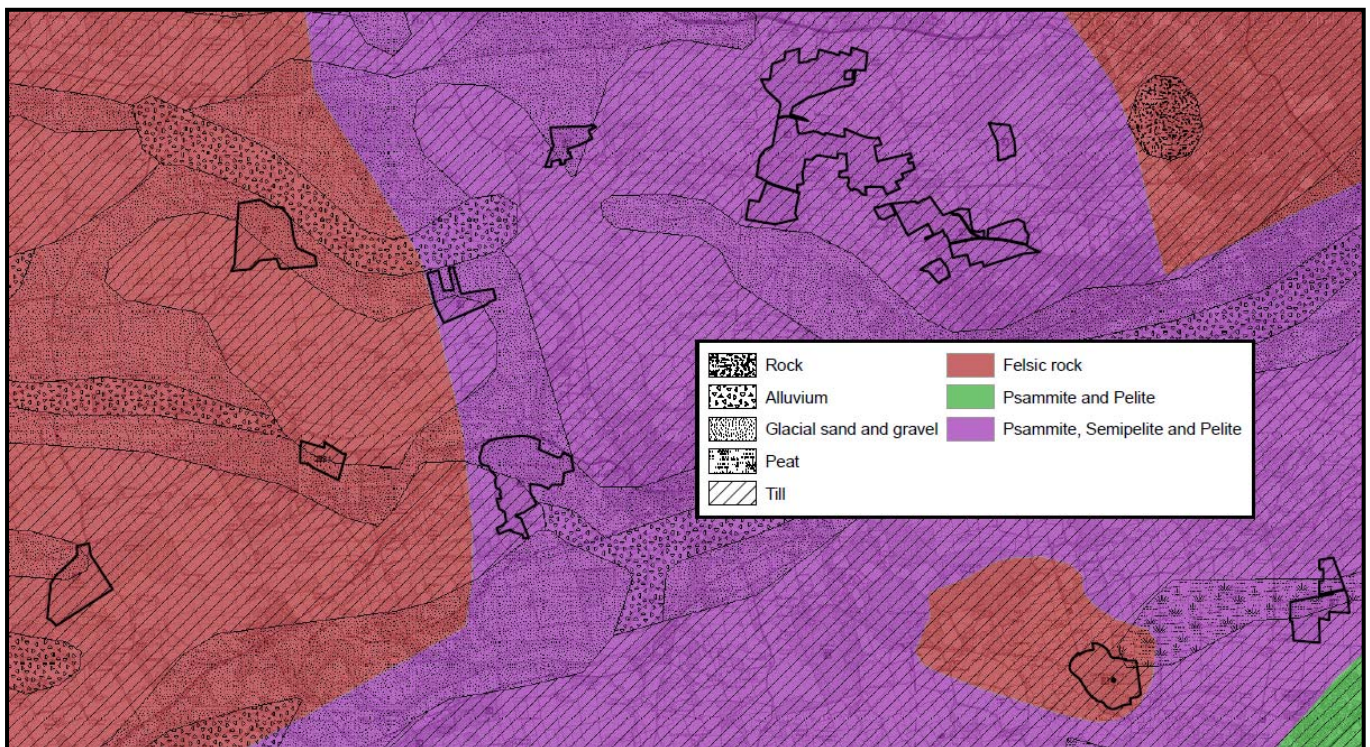 Rock
Alluvium
Glacial sand and gravel
Peat
Till
Felsic rock
Psammite and Pelite
Psammite, Semipelite and Pelite